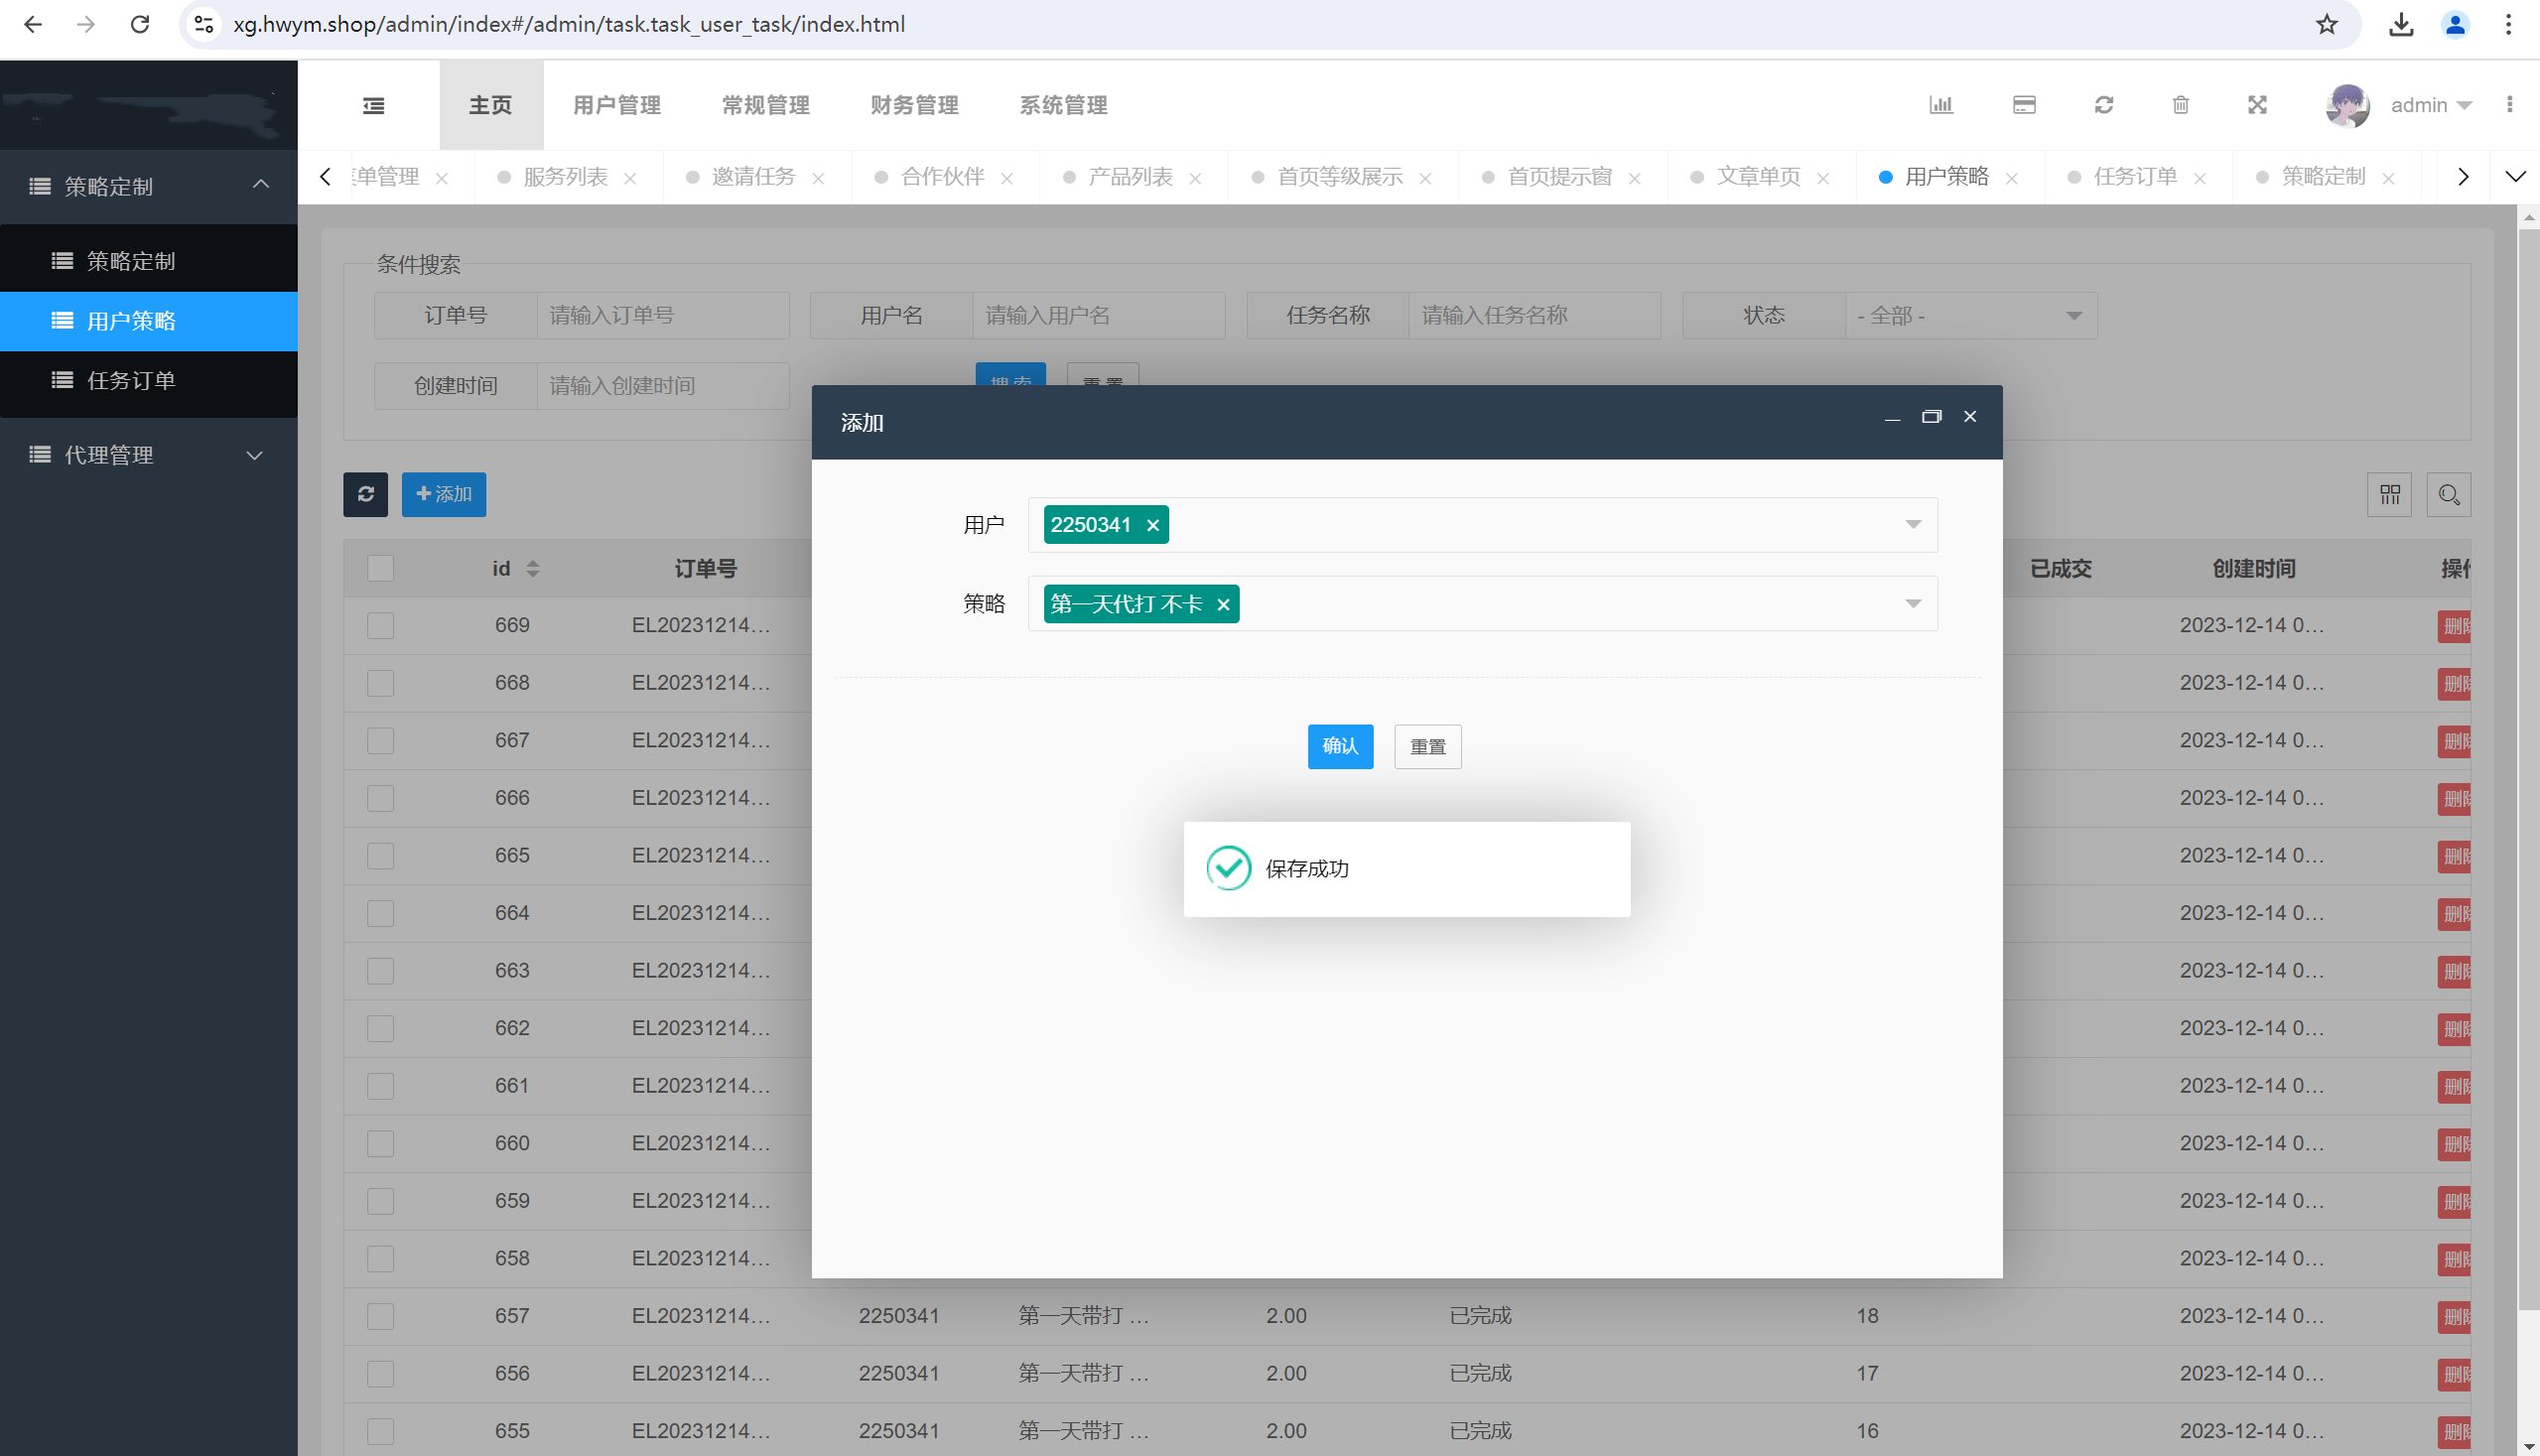 xg.hwym.shop/admin/index#/admin/task.task_user_task/index.html
主页 用户管理 常规管理 财务管理 系统管理 admin
单管理 服务列表 邀请任务 合作伙伴 产品列表 首页等级展示 首页提示窗 文章单页 用户策略 任务订单 策略定制
策略定制
策略定制
用户策略
任务订单
代理管理
条件搜索
订单号 请输入订单号 用户名 请输入用户名 任务名称 请输入任务名称 状态 - 全部 -
创建时间 请输入创建时间 搜 索 重 置
添加
添加
用户 2250341
策略 第一天代打 不卡
确认 重置
保存成功
id 订单号 已成交 创建时间 操作
669 EL20231214... 2023-12-14 0... 删除
668 EL20231214... 2023-12-14 0... 删除
667 EL20231214... 2023-12-14 0... 删除
666 EL20231214... 2023-12-14 0... 删除
665 EL20231214... 2023-12-14 0... 删除
664 EL20231214... 2023-12-14 0... 删除
663 EL20231214... 2023-12-14 0... 删除
662 EL20231214... 2023-12-14 0... 删除
661 EL20231214... 2023-12-14 0... 删除
660 EL20231214... 2023-12-14 0... 删除
659 EL20231214... 2023-12-14 0... 删除
658 EL20231214... 2023-12-14 0... 删除
657 EL20231214... 2250341 第一天带打 ... 2.00 已完成 18 2023-12-14 0... 删除
656 EL20231214... 2250341 第一天带打 ... 2.00 已完成 17 2023-12-14 0... 删除
655 EL20231214... 2250341 第一天带打 ... 2.00 已完成 16 2023-12-14 0... 删除